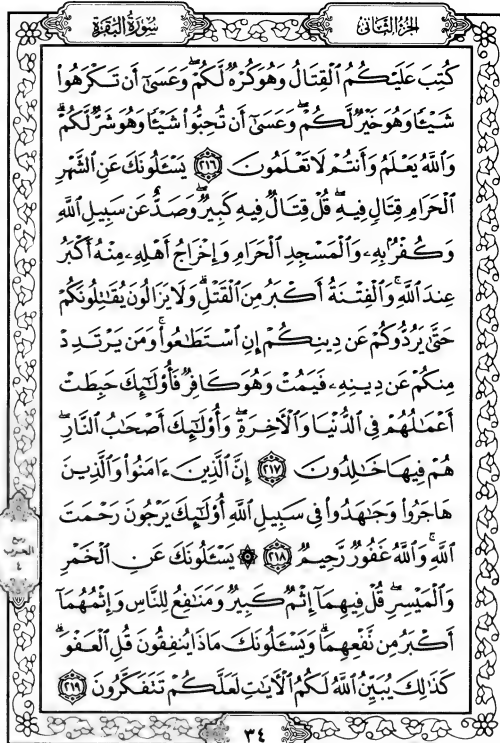 الجزء الثاني
سورة البقرة
كُتِبَ عَلَيْكُمُ ٱلْقِتَالُ وَهُوَ كُرْهٌ لَّكُمْ ۖ وَعَسَىٰٓ أَن تَكْرَهُوا۟
شَيْـًٔا وَهُوَ خَيْرٌ لَّكُمْ ۖ وَعَسَىٰٓ أَن تُحِبُّوا۟ شَيْـًٔا وَهُوَ شَرٌّ لَّكُمْ ۗ
وَٱللَّهُ يَعْلَمُ وَأَنتُمْ لَا تَعْلَمُونَ ٢١٦ يَسْـَٔلُونَكَ عَنِ ٱلشَّهْرِ
ٱلْحَرَامِ قِتَالٍ فِيهِ ۖ قُلْ قِتَالٌ فِيهِ كَبِيرٌ ۖ وَصَدٌّ عَن سَبِيلِ ٱللَّهِ
وَكُفْرٌۢ بِهِۦ وَٱلْمَسْجِدِ ٱلْحَرَامِ وَإِخْرَاجُ أَهْلِهِۦ مِنْهُ أَكْبَرُ
عِندَ ٱللَّهِ ۚ وَٱلْفِتْنَةُ أَكْبَرُ مِنَ ٱلْقَتْلِ ۗ وَلَا يَزَالُونَ يُقَـٰتِلُونَكُمْ
حَتَّىٰ يَرُدُّوكُمْ عَن دِينِكُمْ إِنِ ٱسْتَطَـٰعُوا۟ ۚ وَمَن يَرْتَدِدْ
مِنكُمْ عَن دِينِهِۦ فَيَمُتْ وَهُوَ كَافِرٌ فَأُو۟لَـٰٓئِكَ حَبِطَتْ
أَعْمَـٰلُهُمْ فِى ٱلدُّنْيَا وَٱلْـَٔاخِرَةِ ۖ وَأُو۟لَـٰٓئِكَ أَصْحَـٰبُ ٱلنَّارِ ۖ
هُمْ فِيهَا خَـٰلِدُونَ ٢١٧ إِنَّ ٱلَّذِينَ ءَامَنُوا۟ وَٱلَّذِينَ
هَاجَرُوا۟ وَجَـٰهَدُوا۟ فِى سَبِيلِ ٱللَّهِ أُو۟لَـٰٓئِكَ يَرْجُونَ رَحْمَتَ
ٱللَّهِ ۚ وَٱللَّهُ غَفُورٌ رَّحِيمٌ ٢١٨ ۞ يَسْـَٔلُونَكَ عَنِ ٱلْخَمْرِ
وَٱلْمَيْسِرِ ۖ قُلْ فِيهِمَآ إِثْمٌ كَبِيرٌ وَمَنَـٰفِعُ لِلنَّاسِ وَإِثْمُهُمَآ
أَكْبَرُ مِن نَّفْعِهِمَا ۗ وَيَسْـَٔلُونَكَ مَاذَا يُنفِقُونَ قُلِ ٱلْعَفْوَ ۗ
كَذَٰلِكَ يُبَيِّنُ ٱللَّهُ لَكُمُ ٱلْـَٔايَـٰتِ لَعَلَّكُمْ تَتَفَكَّرُونَ ٢١٩
ربع
الحزب
٤
٣٤